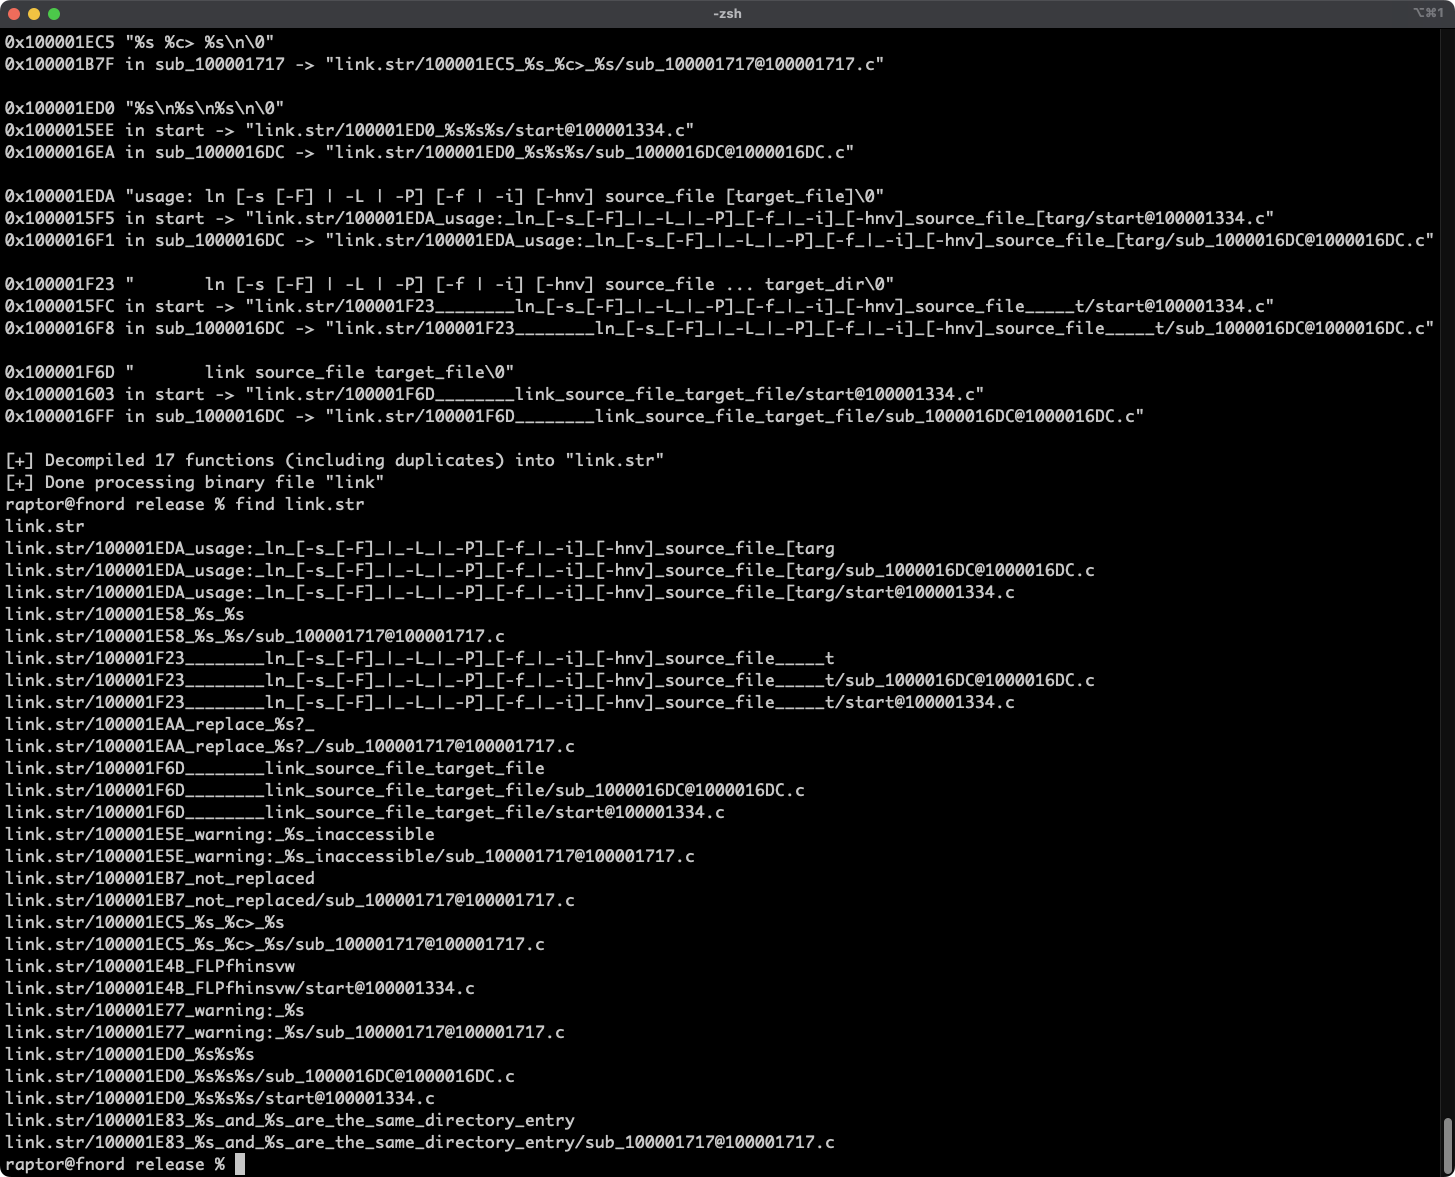 -zsh
⌥⌘1
0x100001EC5 "%s %c> %s\n\0"
0x100001B7F in sub_100001717 -> "link.str/100001EC5_%s_%c>_%s/sub_100001717@100001717.c"

0x100001ED0 "%s\n%s\n%s\n\0"
0x1000015EE in start -> "link.str/100001ED0_%s%s%s/start@100001334.c"
0x1000016EA in sub_1000016DC -> "link.str/100001ED0_%s%s%s/sub_1000016DC@1000016DC.c"

0x100001EDA "usage: ln [-s [-F] | -L | -P] [-f | -i] [-hnv] source_file [target_file]\0"
0x1000015F5 in start -> "link.str/100001EDA_usage:_ln_[-s_[-F]_|_-L_|_-P]_[-f_|_-i]_[-hnv]_source_file_[targ/start@100001334.c"
0x1000016F1 in sub_1000016DC -> "link.str/100001EDA_usage:_ln_[-s_[-F]_|_-L_|_-P]_[-f_|_-i]_[-hnv]_source_file_[targ/sub_1000016DC@1000016DC.c"

0x100001F23 "       ln [-s [-F] | -L | -P] [-f | -i] [-hnv] source_file ... target_dir\0"
0x1000015FC in start -> "link.str/100001F23________ln_[-s_[-F]_|_-L_|_-P]_[-f_|_-i]_[-hnv]_source_file_____t/start@100001334.c"
0x1000016F8 in sub_1000016DC -> "link.str/100001F23________ln_[-s_[-F]_|_-L_|_-P]_[-f_|_-i]_[-hnv]_source_file_____t/sub_1000016DC@1000016DC.c"

0x100001F6D "       link source_file target_file\0"
0x100001603 in start -> "link.str/100001F6D________link_source_file_target_file/start@100001334.c"
0x1000016FF in sub_1000016DC -> "link.str/100001F6D________link_source_file_target_file/sub_1000016DC@1000016DC.c"

[+] Decompiled 17 functions (including duplicates) into "link.str"
[+] Done processing binary file "link"
raptor@fnord release % find link.str
link.str
link.str/100001EDA_usage:_ln_[-s_[-F]_|_-L_|_-P]_[-f_|_-i]_[-hnv]_source_file_[targ
link.str/100001EDA_usage:_ln_[-s_[-F]_|_-L_|_-P]_[-f_|_-i]_[-hnv]_source_file_[targ/sub_1000016DC@1000016DC.c
link.str/100001EDA_usage:_ln_[-s_[-F]_|_-L_|_-P]_[-f_|_-i]_[-hnv]_source_file_[targ/start@100001334.c
link.str/100001E58_%s_%s
link.str/100001E58_%s_%s/sub_100001717@100001717.c
link.str/100001F23________ln_[-s_[-F]_|_-L_|_-P]_[-f_|_-i]_[-hnv]_source_file_____t
link.str/100001F23________ln_[-s_[-F]_|_-L_|_-P]_[-f_|_-i]_[-hnv]_source_file_____t/sub_1000016DC@1000016DC.c
link.str/100001F23________ln_[-s_[-F]_|_-L_|_-P]_[-f_|_-i]_[-hnv]_source_file_____t/start@100001334.c
link.str/100001EAA_replace_%s?_
link.str/100001EAA_replace_%s?_/sub_100001717@100001717.c
link.str/100001F6D________link_source_file_target_file
link.str/100001F6D________link_source_file_target_file/sub_1000016DC@1000016DC.c
link.str/100001F6D________link_source_file_target_file/start@100001334.c
link.str/100001E5E_warning:_%s_inaccessible
link.str/100001E5E_warning:_%s_inaccessible/sub_100001717@100001717.c
link.str/100001EB7_not_replaced
link.str/100001EB7_not_replaced/sub_100001717@100001717.c
link.str/100001EC5_%s_%c>_%s
link.str/100001EC5_%s_%c>_%s/sub_100001717@100001717.c
link.str/100001E4B_FLPfhinsvw
link.str/100001E4B_FLPfhinsvw/start@100001334.c
link.str/100001E77_warning:_%s
link.str/100001E77_warning:_%s/sub_100001717@100001717.c
link.str/100001ED0_%s%s%s
link.str/100001ED0_%s%s%s/sub_1000016DC@1000016DC.c
link.str/100001ED0_%s%s%s/start@100001334.c
link.str/100001E83_%s_and_%s_are_the_same_directory_entry
link.str/100001E83_%s_and_%s_are_the_same_directory_entry/sub_100001717@100001717.c
raptor@fnord release %